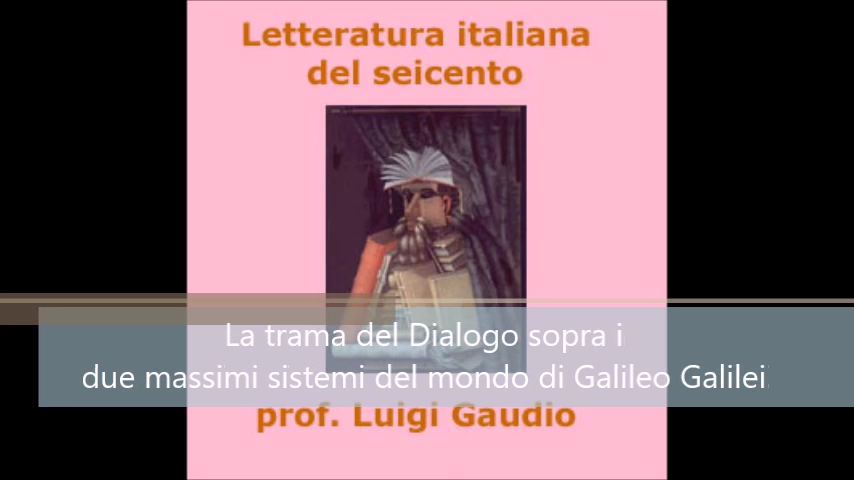 Letteratura italiana
del seicento
La trama del Dialogo sopra i
due massimi sistemi del mondo di Galileo Galilei
prof. Luigi Gaudio